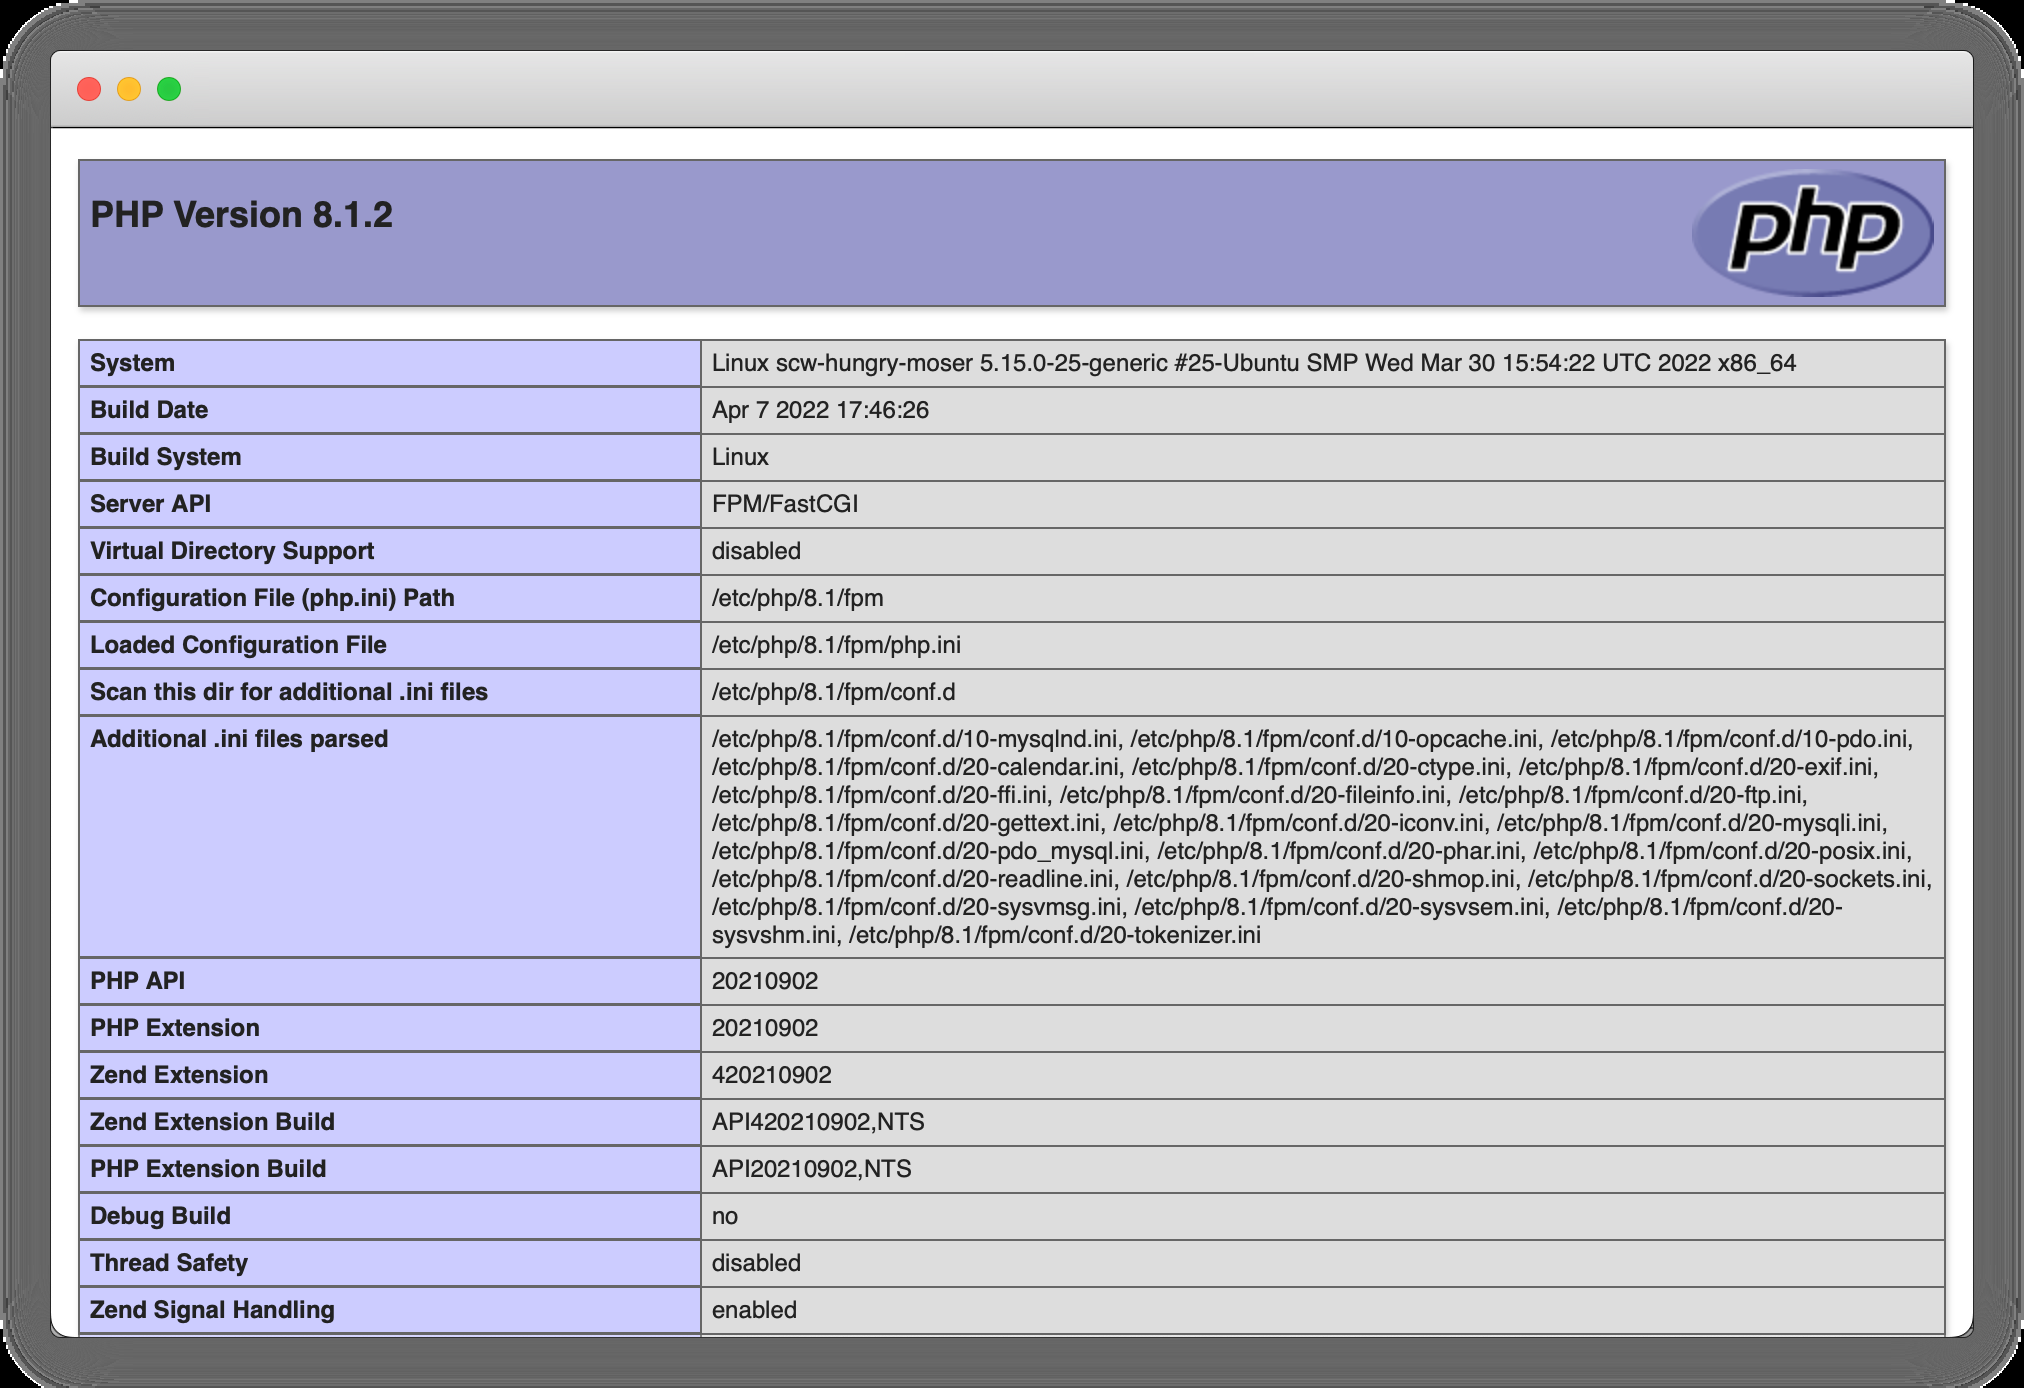 PHP Version 8.1.2
php
System Linux scw-hungry-moser 5.15.0-25-generic #25-Ubuntu SMP Wed Mar 30 15:54:22 UTC 2022 x86_64
Build Date Apr 7 2022 17:46:26
Build System Linux
Server API FPM/FastCGI
Virtual Directory Support disabled
Configuration File (php.ini) Path /etc/php/8.1/fpm
Loaded Configuration File /etc/php/8.1/fpm/php.ini
Scan this dir for additional .ini files /etc/php/8.1/fpm/conf.d
Additional .ini files parsed /etc/php/8.1/fpm/conf.d/10-mysqlnd.ini, /etc/php/8.1/fpm/conf.d/10-opcache.ini, /etc/php/8.1/fpm/conf.d/10-pdo.ini,
/etc/php/8.1/fpm/conf.d/20-calendar.ini, /etc/php/8.1/fpm/conf.d/20-ctype.ini, /etc/php/8.1/fpm/conf.d/20-exif.ini,
/etc/php/8.1/fpm/conf.d/20-ffi.ini, /etc/php/8.1/fpm/conf.d/20-fileinfo.ini, /etc/php/8.1/fpm/conf.d/20-ftp.ini,
/etc/php/8.1/fpm/conf.d/20-gettext.ini, /etc/php/8.1/fpm/conf.d/20-iconv.ini, /etc/php/8.1/fpm/conf.d/20-mysqli.ini,
/etc/php/8.1/fpm/conf.d/20-pdo_mysql.ini, /etc/php/8.1/fpm/conf.d/20-phar.ini, /etc/php/8.1/fpm/conf.d/20-posix.ini,
/etc/php/8.1/fpm/conf.d/20-readline.ini, /etc/php/8.1/fpm/conf.d/20-shmop.ini, /etc/php/8.1/fpm/conf.d/20-sockets.ini,
/etc/php/8.1/fpm/conf.d/20-sysvmsg.ini, /etc/php/8.1/fpm/conf.d/20-sysvsem.ini, /etc/php/8.1/fpm/conf.d/20-
sysvshm.ini, /etc/php/8.1/fpm/conf.d/20-tokenizer.ini
PHP API 20210902
PHP Extension 20210902
Zend Extension 420210902
Zend Extension Build API420210902,NTS
PHP Extension Build API20210902,NTS
Debug Build no
Thread Safety disabled
Zend Signal Handling enabled